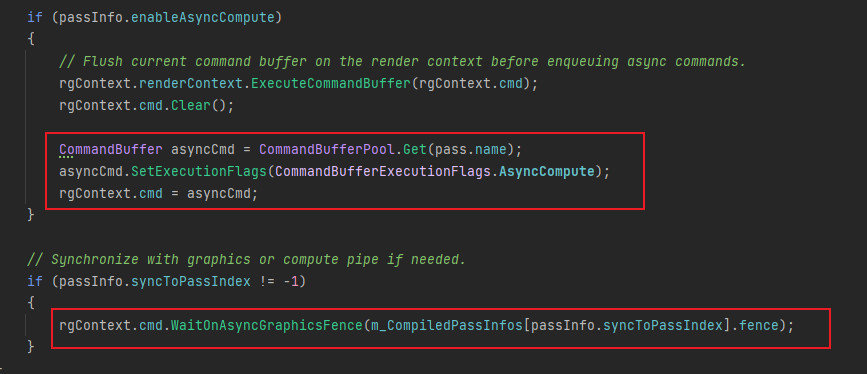 if (passInfo.enableAsyncCompute)
{
    // Flush current command buffer on the render context before enqueuing async commands.
    rgContext.renderContext.ExecuteCommandBuffer(rgContext.cmd);
    rgContext.cmd.Clear();

    CommandBuffer asyncCmd = CommandBufferPool.Get(pass.name);
    asyncCmd.SetExecutionFlags(CommandBufferExecutionFlags.AsyncCompute);
    rgContext.cmd = asyncCmd;
}

// Synchronize with graphics or compute pipe if needed.
if (passInfo.syncToPassIndex != -1)
{
    rgContext.cmd.WaitOnAsyncGraphicsFence(m_CompiledPassInfos[passInfo.syncToPassIndex].fence);
}